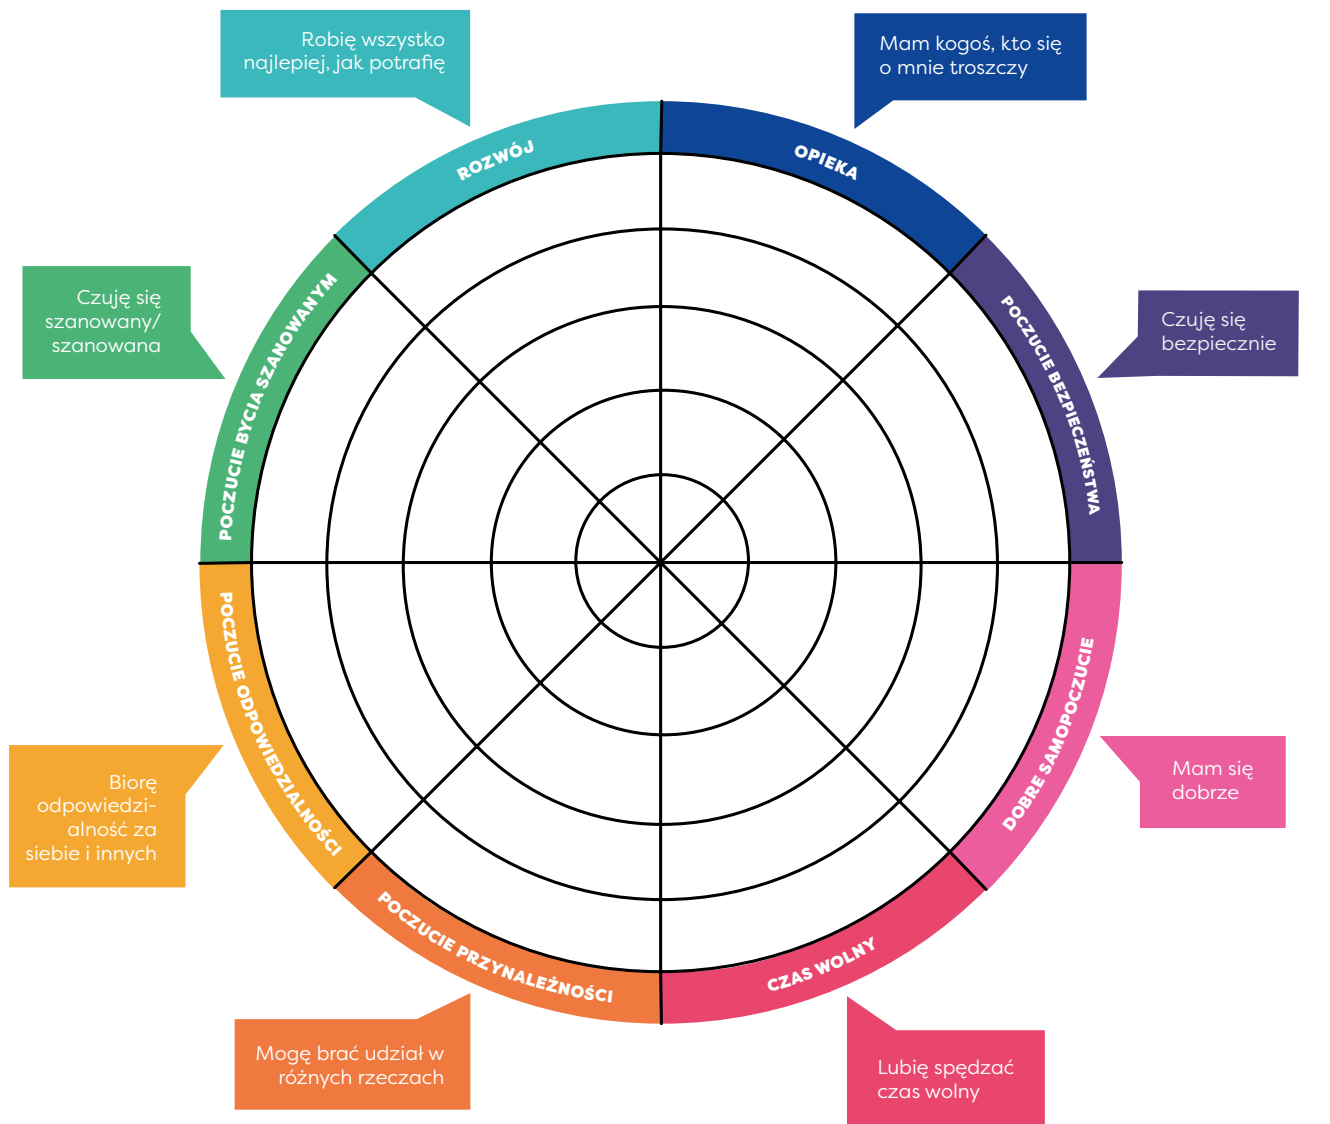 Robię wszystko
najlepiej, jak potrafię
Mam kogoś, kto się
o mnie troszczy
ROZWÓJ
OPIEKA
Czuję się
szanowany/
szanowana
POCZUCIE BYCIA SZANOWANYM
POCZUCIE BEZPIECZEŃSTWA
Czuję się
bezpiecznie
POCZUCIE ODPOWIEDZIALNOŚCI
DOBRE SAMOPOCZUCIE
Biorę
odpowiedzi-
alność za
siebie i innych
Mam się
dobrze
POCZUCIE PRZYNALEŻNOŚCI
CZAS WOLNY
Mogę brać udział w
różnych rzeczach
Lubię spędzać
czas wolny